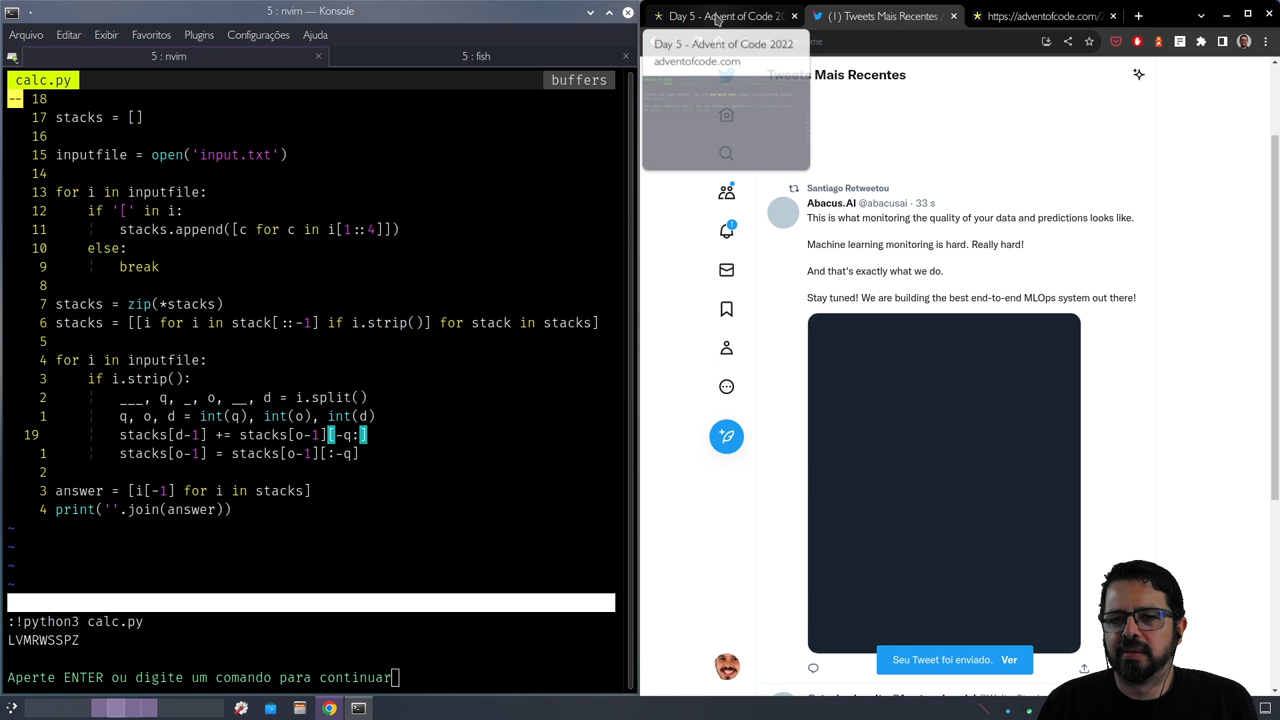 5 : nvim — Konsole
Arquivo Editar Exibir Favoritos Plugins Configurações Ajuda
5 : nvim
5 : fish
calc.py
buffers
-- 18
17 stacks = []
16
15 inputfile = open('input.txt')
14
13 for i in inputfile:
12 if '[' in i:
11 stacks.append([c for c in i[1::4]])
10 else:
9 break
8
7 stacks = zip(*stacks)
6 stacks = [[i for i in stack[::-1] if i.strip()] for stack in stacks]
5
4 for i in inputfile:
3 if i.strip():
2 ___, q, _, o, __, d = i.split()
1 q, o, d = int(q), int(o), int(d)
19 stacks[d-1] += stacks[o-1][-q:]
1 stacks[o-1] = stacks[o-1][:-q]
2
3 answer = [i[-1] for i in stacks]
4 print(''.join(answer))
~
~
~
~
:!python3 calc.py
LVMRWSSPZ
Aperte ENTER ou digite um comando para continuar
Day 5 - Advent of Code 20
(1) Tweets Mais Recentes /
https://adventofcode.com/2
Day 5 - Advent of Code 2022
adventofcode.com
home
Tweets Mais Recentes
Santiago Retweetou
Abacus.AI @abacusai · 33 s
This is what monitoring the quality of your data and predictions looks like.
Machine learning monitoring is hard. Really hard!
And that's exactly what we do.
Stay tuned! We are building the best end-to-end MLOps system out there!
1
Seu Tweet foi enviado. Ver